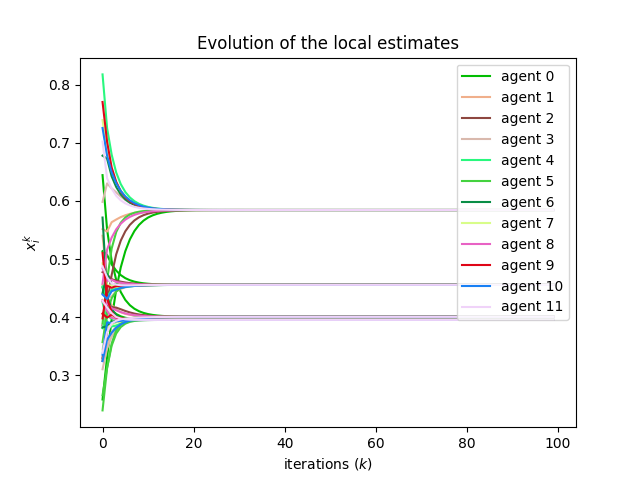 Evolution of the local estimates
0.8
0.7
0.6
0.5
0.4
0.3
x_i^k
0 20 40 60 80 100
iterations (k)
agent 0
agent 1
agent 2
agent 3
agent 4
agent 5
agent 6
agent 7
agent 8
agent 9
agent 10
agent 11